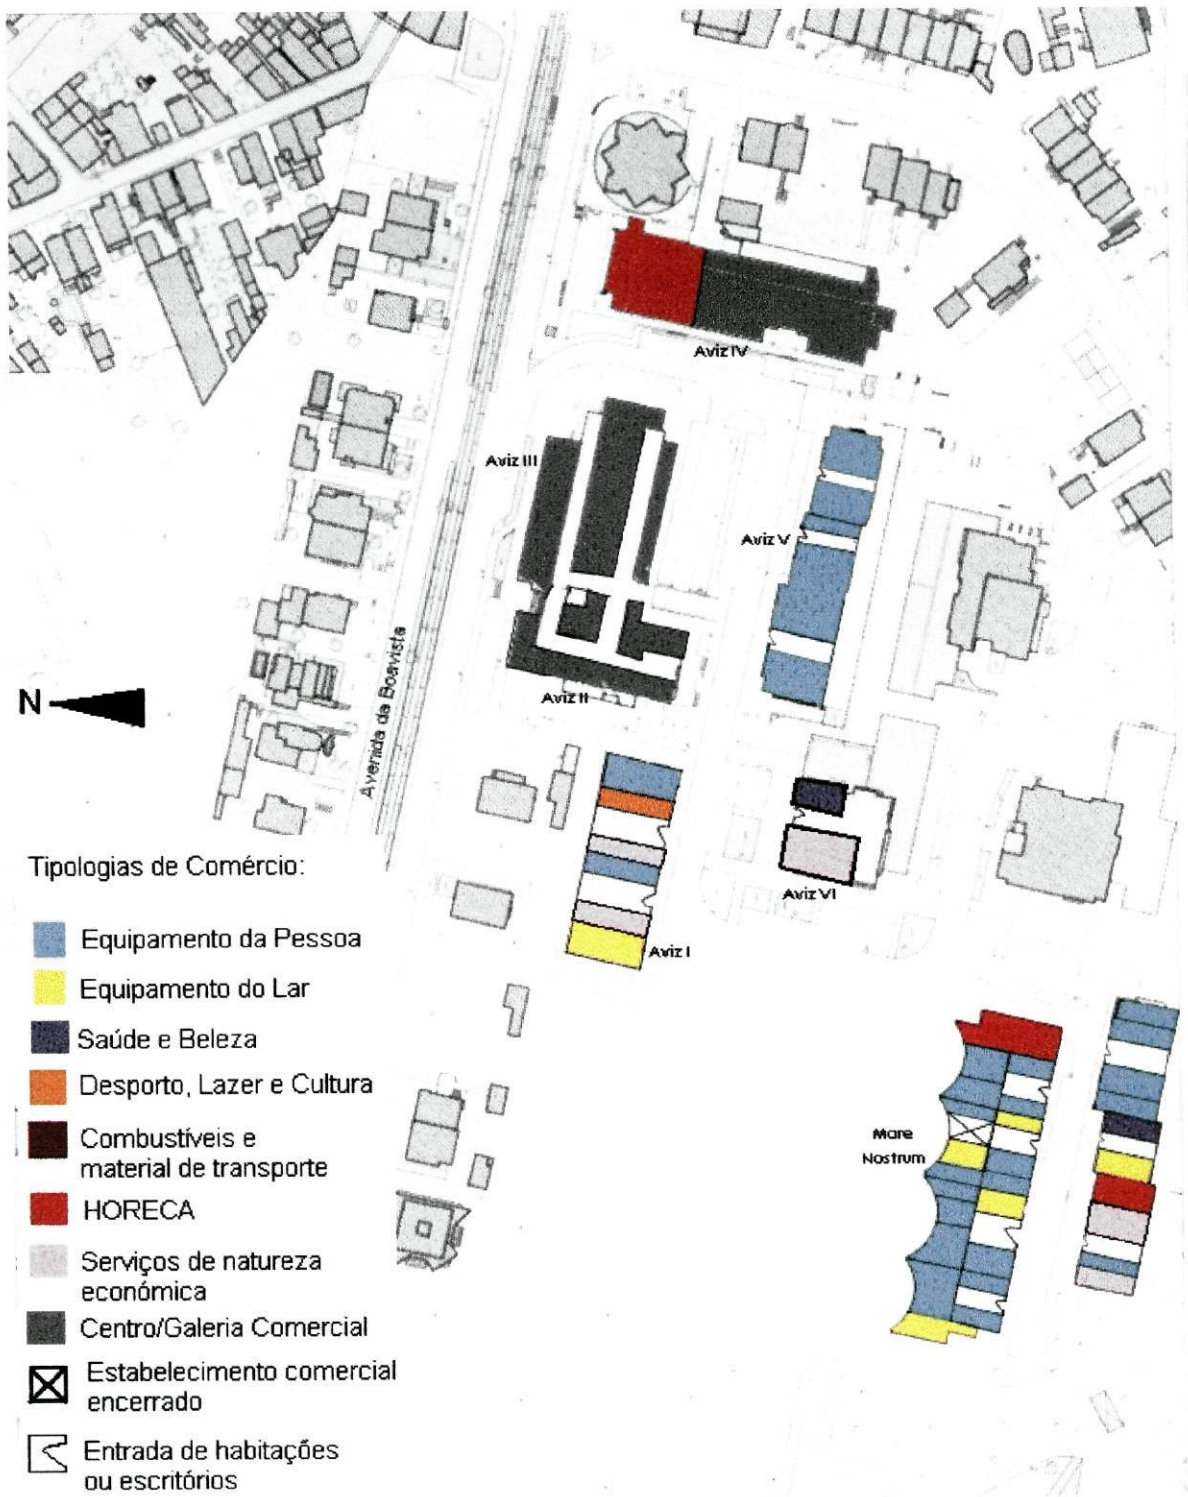 Aviz IV
Aviz III
Aviz V
Avenida da Boavista
N
Aviz II
Aviz VI
Aviz I
Mare
Nostrum
Tipologias de Comércio:
Equipamento da Pessoa
Equipamento do Lar
Saúde e Beleza
Desporto, Lazer e Cultura
Combustíveis e
material de transporte
HORECA
Serviços de natureza
económica
Centro/Galeria Comercial
Estabelecimento comercial
encerrado
Entrada de habitações
ou escritórios